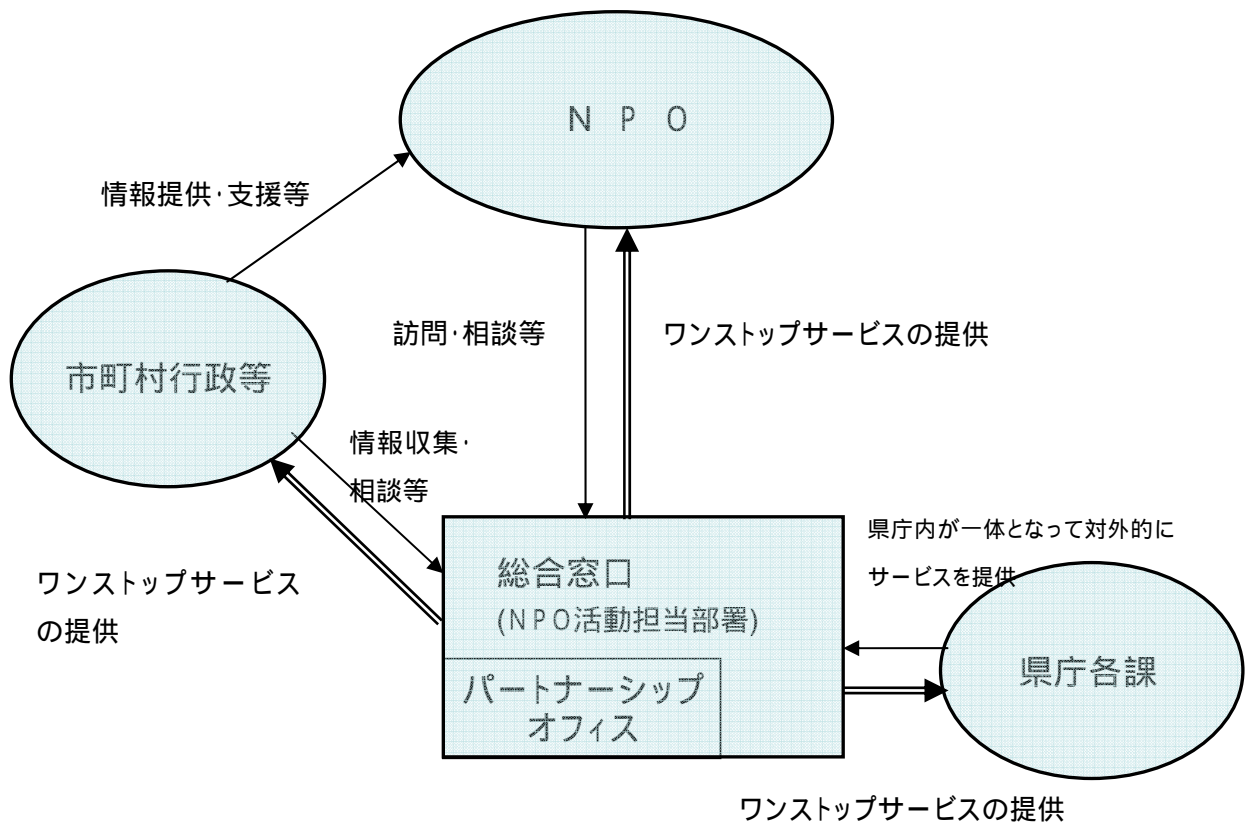 N P O
情報提供・支援等
訪問・相談等
ワンストップサービスの提供
市町村行政等
情報収集・
相談等
県庁内が一体となって対外的に
サービスを提供
総合窓口
(NPO活動担当部署)
ワンストップサービス
の提供
県庁各課
パートナーシップ
オフィス
ワンストップサービスの提供